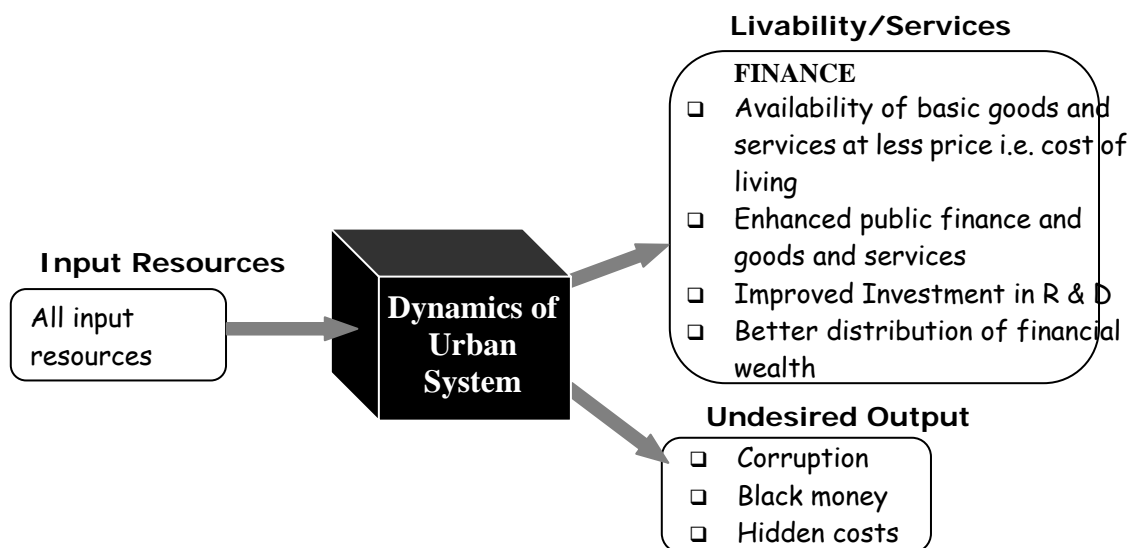 Livability/Services
FINANCE
❑ Availability of basic goods and
services at less price i.e. cost of
living
❑ Enhanced public finance and
goods and services
❑ Improved Investment in R & D
❑ Better distribution of financial
wealth
Input Resources
All input
resources
Dynamics of
Urban
System
Undesired Output
❑ Corruption
❑ Black money
❑ Hidden costs